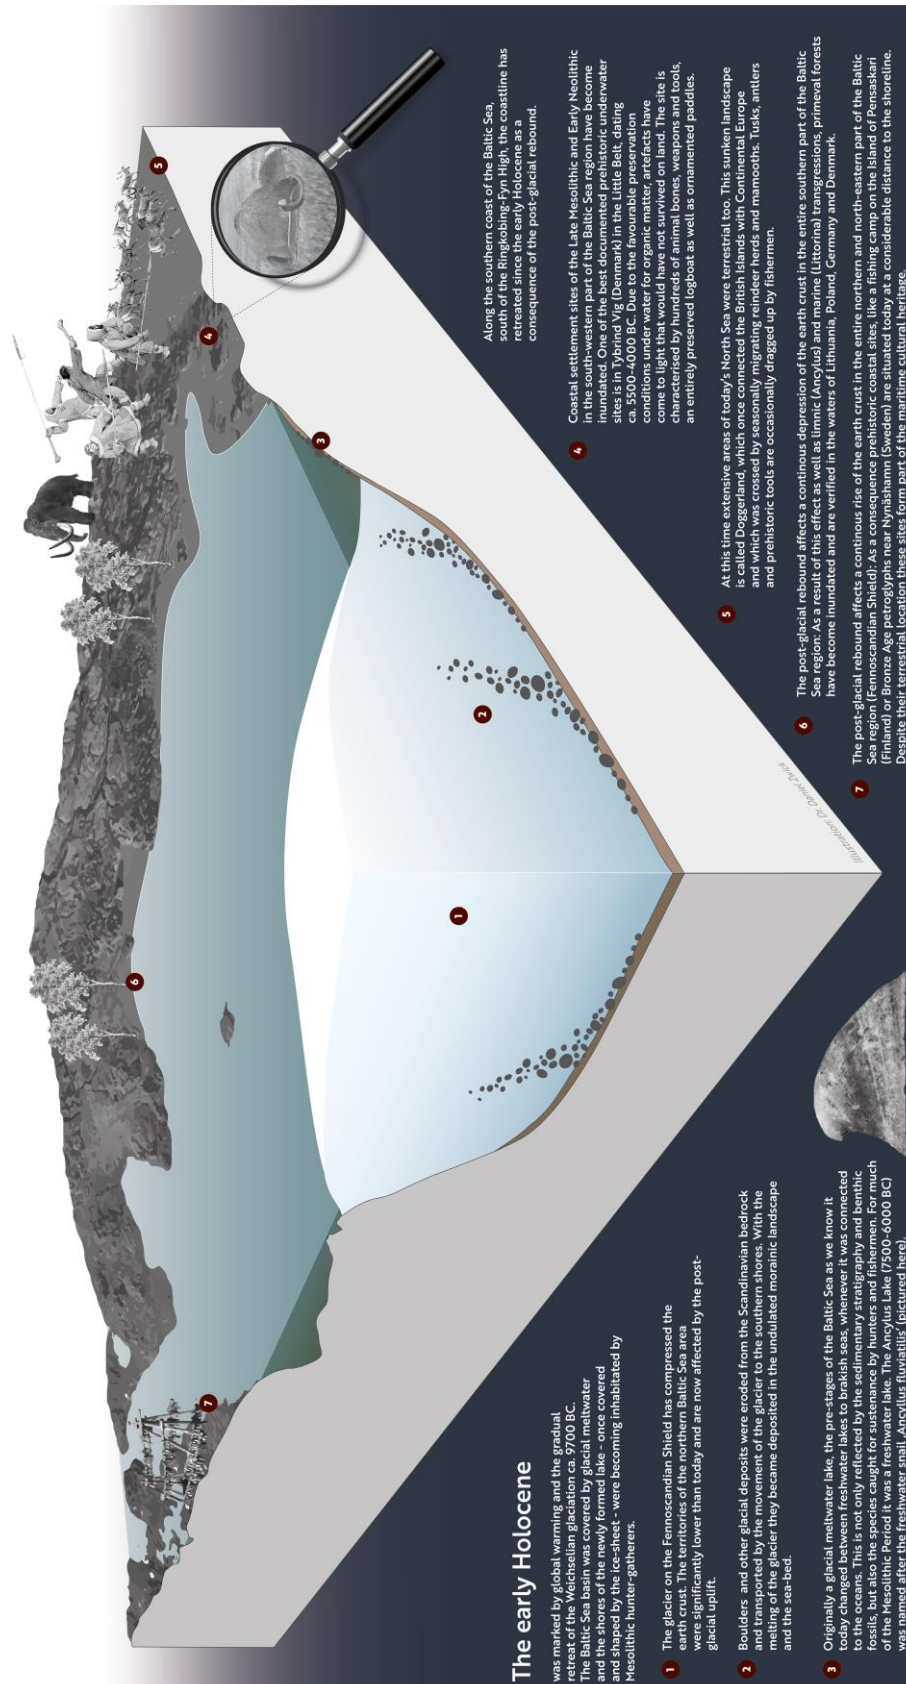 The early Holocene
was marked by global warming and the gradual
retreat of the Weichselian glaciation ca. 9700 BC.
The Baltic Sea basin was covered by glacial meltwater
and the shores of the newly formed lake - once covered
and shaped by the ice-sheet - were becoming inhabitated by
Mesolithic hunter-gatherers.
1
The glacier on the Fennoscandian Shield has compressed the
earth crust. The territories of the northern Baltic Sea area
were significantly lower than today and are now affected by the post-
glacial uplift.
2
Boulders and other glacial deposits were eroded from the Scandinavian bedrock
and transported by the movement of the glacier to the southern shores. With the
melting of the glacier they became deposited in the undulated morainic landscape
and the sea-bed.
3
Originally a glacial meltwater lake, the pre-stages of the Baltic Sea as we know it
today changed between freshwater lakes to brakish seas, whenever it was connected
to the oceans. This is not only reflected by the sedimentary stratigraphy and benthic
fossils, but also the species caught for sustenance by hunters and fishermen. For much
of the Mesolithic Period it was a freshwater lake. The Ancylus Lake (7500-6000 BC)
was named after the freshwater snail ‚Ancyllus fluviatilis' (pictured here).
Along the southern coast of the Baltic Sea,
south of the Ringkobing-Fyn High, the coastline has
retreated since the early Holocene as a
consequence of the post-glacial rebound.
4
Coastal settlement sites of the Late Mesolithic and Early Neolithic
in the south-western part of the Baltic Sea region have become
inundated. One of the best documented prehistoric underwater
sites is in Tybrind Vig (Denmark) in the Little Belt, dating
ca. 5500-4000 BC. Due to the favourable preservation
conditions under water for organic matter, artefacts have
come to light that would have not survived on land. The site is
characterised by hundreds of animal bones, weapons and tools,
an entirely preserved logboat as well as ornamented paddles.
5
At this time extensive areas of today's North Sea were terrestrial too. This sunken landscape
is called Doggerland, which once connected the British Islands with Continental Europe
and which was crossed by seasonally migrating reindeer herds and mamooths. Tusks, antlers
and prehistoric tools are occasionally dragged up by fishermen.
6
The post-glacial rebound affects a continous depression of the earth crust in the entire southern part of the Baltic
Sea region: As a result of this effect as well as limnic (Ancylus) and marine (Littorina) transgressions, primeval forests
have become inundated and are verified in the waters of Lithuania, Poland, Germany and Denmark.
7
The post-glacial rebound affects a continous rise of the earth crust in the entire northern and north-eastern part of the Baltic
Sea region (Fennoscandian Shield): As a consequence prehistoric coastal sites, like a fishing camp on the Island of Pensaskari
(Finland) or Bronze Age petroglyphs near Nynäshamn (Sweden) are situated today at a considerable distance to the shoreline.
Despite their terrestrial location these sites form part of the maritime cultural heritage.
Illustration: Dr. Daniel Zwick
1
2
3
4
5
6
7